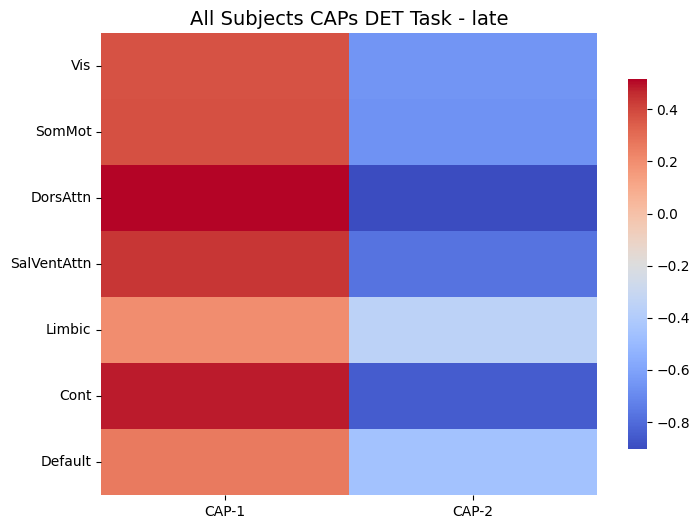 All Subjects CAPs DET Task - late
Vis
SomMot
DorsAttn
SalVentAttn
Limbic
Cont
Default
CAP-1
CAP-2
0.4
0.2
0.0
−0.2
−0.4
−0.6
−0.8